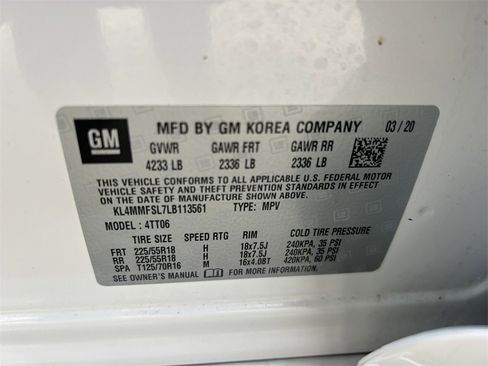 GM MFD BY GM KOREA COMPANY 03/20
GVWR GAWR FRT GAWR RR
4233 LB 2336 LB 2336 LB
THIS VEHICLE CONFORMS TO ALL APPLICABLE U.S. FEDERAL MOTOR
VEHICLE SAFETY AND THEFT PREVENTION STANDARDS IN EFFECT ON
THE DATE OF MANUFACTURE SHOWN ABOVE.
KL4MMFSL7LB113561 TYPE: MPV
MODEL : 4TT06
TIRE SIZE SPEED RTG RIM COLD TIRE PRESSURE
FRT 225/55R18 H 18x7.5J 240KPA, 35 PSI
RR 225/55R18 H 18x7.5J 240KPA, 35 PSI
SPA T125/70R16 M 16x4.0BT 420KPA, 60 PSI
SEE OWNER'S MANUAL FOR MORE INFORMATION.